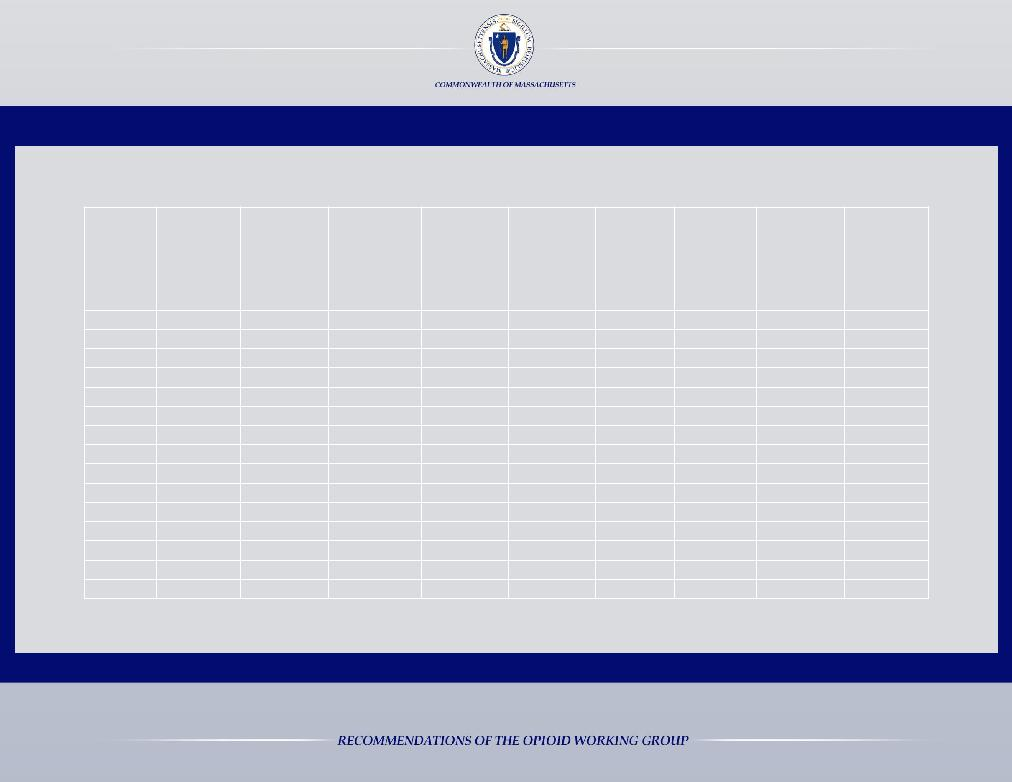 COMMONWEALTH OF MASSACHUSETTS
RECOMMENDATIONS OF THE OPIOID WORKING GROUP